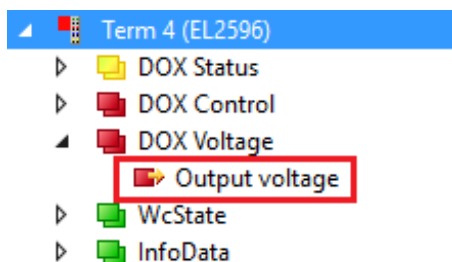 Term 4 (EL2596)
DOX Status
DOX Control
DOX Voltage
Output voltage
WcState
InfoData